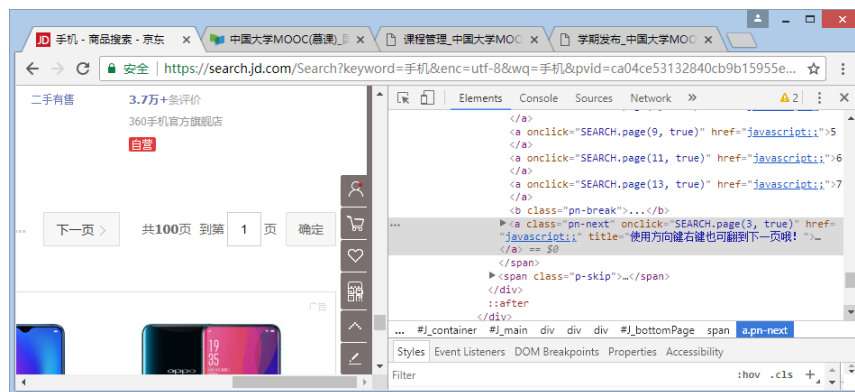 JD 手机 - 商品搜索 - 京东
中国大学MOOC(慕课)_
课程管理_中国大学MOO
学期发布_中国大学MOO
安全 | https://search.jd.com/Search?keyword=手机&enc=utf-8&wq=手机&pvid=ca04ce53132840cb9b15955e...
二手有售
3.7万+条评价
360手机官方旗舰店
自营
... 下一页 > 共100页 到第 1 页 确定
广告
19
35
oppo
Elements Console Sources Network » 2
</a>
<a onclick="SEARCH.page(9, true)" href="javascript:;">5
</a>
<a onclick="SEARCH.page(11, true)" href="javascript:;">6
</a>
<a onclick="SEARCH.page(13, true)" href="javascript:;">7
</a>
<b class="pn-break">...</b>
... <a class="pn-next" onclick="SEARCH.page(3, true)" href=
"javascript:;" title="使用方向键右键也可翻到下一页哦！">…
</a> == $0
</span>
<span class="p-skip">…</span>
</div>
::after
</div>
... #J_container #J_main div div div #J_bottomPage span a.pn-next
Styles Event Listeners DOM Breakpoints Properties Accessibility
Filter :hov .cls +